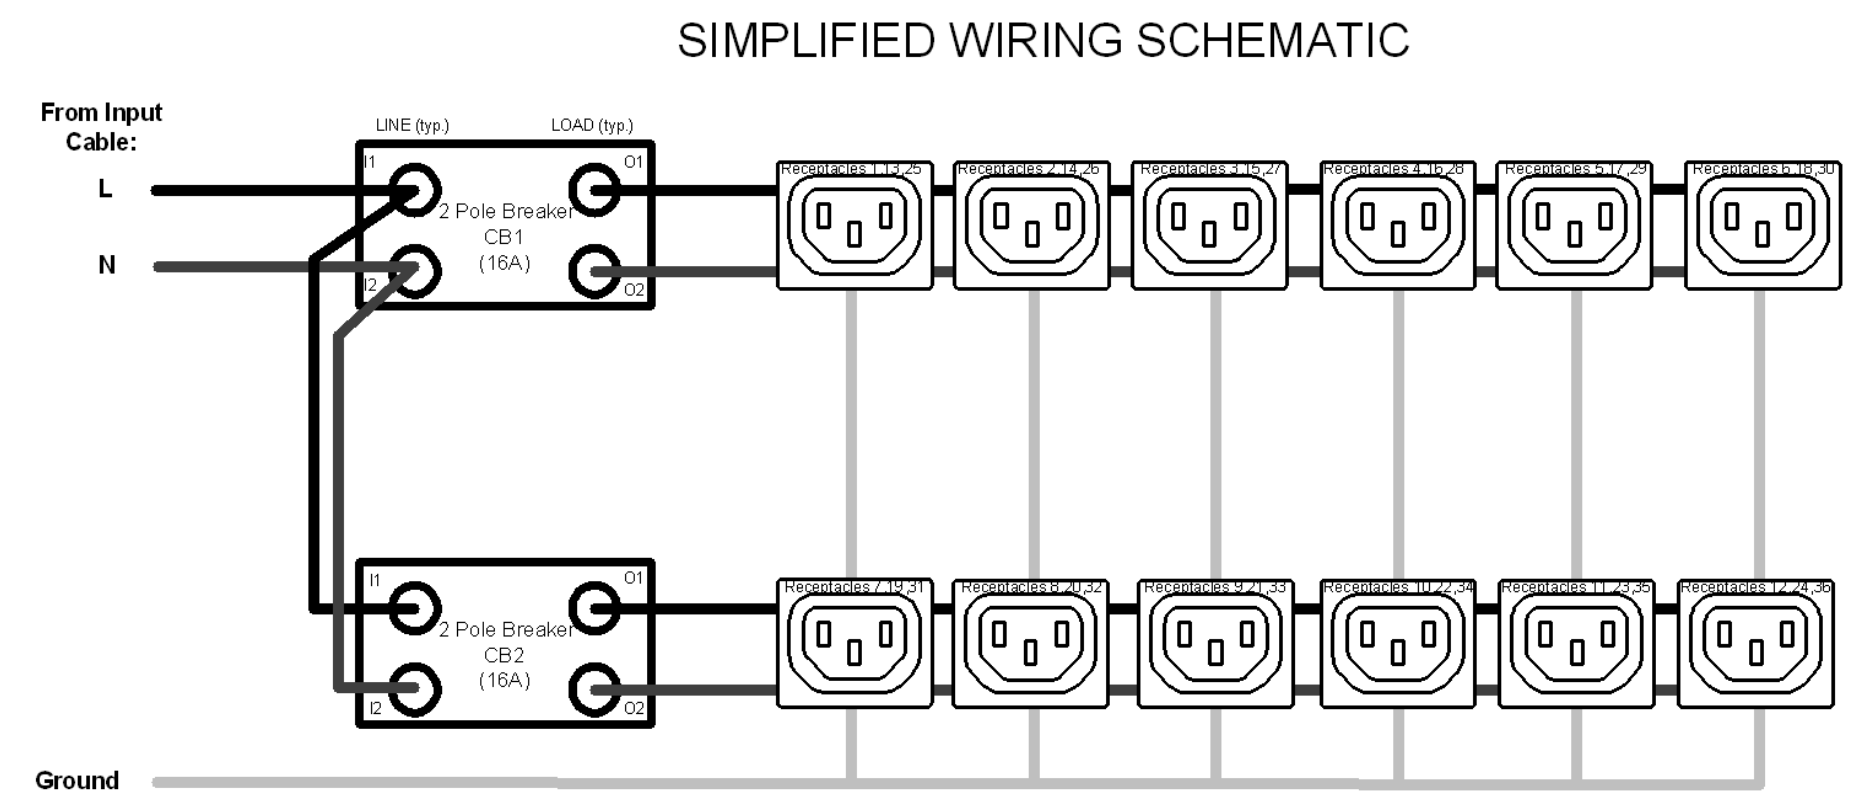 SIMPLIFIED WIRING SCHEMATIC
From Input
Cable:
LINE (typ.)
LOAD (typ.)
L
N
I1
O1
2 Pole Breaker
CB1
(16A)
I2
O2
Receptacles 1,13,25
Receptacles 2,14,26
Receptacles 3,15,27
Receptacles 4,16,28
Receptacles 5,17,29
Receptacles 6,18,30
I1
O1
2 Pole Breaker
CB2
(16A)
I2
O2
Receptacles 7,19,31
Receptacles 8,20,32
Receptacles 9,21,33
Receptacles 10,22,34
Receptacles 11,23,35
Receptacles 12,24,36
Ground